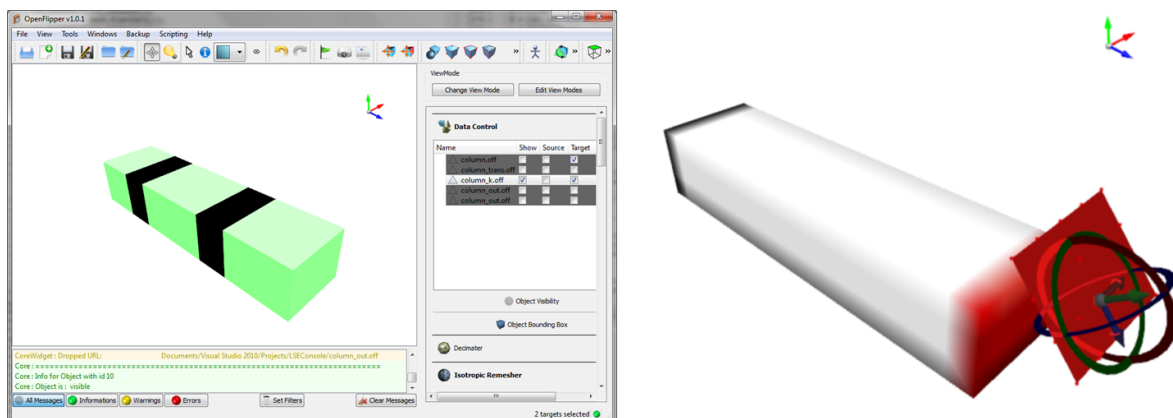 OpenFlipper v1.0.1
File View Tools Windows Backup Scripting Help
ViewMode
Change View Mode Edit View Modes
Data Control
Name Show Source Target
column.off
column_trans.off
column_k.off
column_out.off
column_out.off
Object Visibility
Object Bounding Box
Decimater
Isotropic Remesher
CoreWidget : Dropped URL: Documents/Visual Studio 2010/Projects/LSEConsole/column_out.off
Core : ======================================================================
Core : Info for Object with id 10
Core : Object is : visible
All Messages Informations Warnings Errors Set Filters Clear Messages
2 targets selected